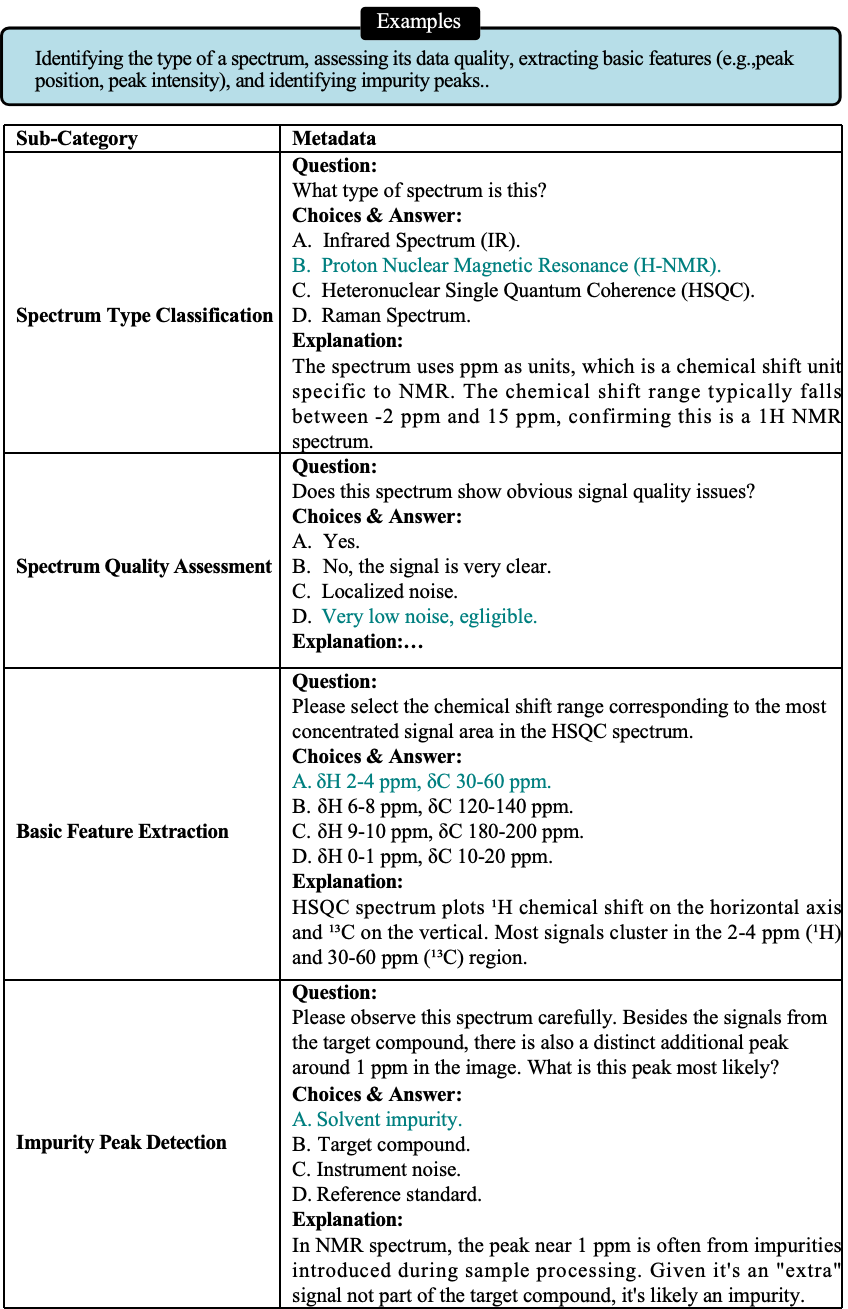 Examples
Identifying the type of a spectrum, assessing its data quality, extracting basic features (e.g.,peak
position, peak intensity), and identifying impurity peaks..
Sub-Category
Metadata
Spectrum Type Classification
Question:
What type of spectrum is this?
Choices & Answer:
A. Infrared Spectrum (IR).
B. Proton Nuclear Magnetic Resonance (H-NMR).
C. Heteronuclear Single Quantum Coherence (HSQC).
D. Raman Spectrum.
Explanation:
The spectrum uses ppm as units, which is a chemical shift unit
specific to NMR. The chemical shift range typically falls
between -2 ppm and 15 ppm, confirming this is a 1H NMR
spectrum.
Spectrum Quality Assessment
Question:
Does this spectrum show obvious signal quality issues?
Choices & Answer:
A. Yes.
B. No, the signal is very clear.
C. Localized noise.
D. Very low noise, egligible.
Explanation:…
Basic Feature Extraction
Question:
Please select the chemical shift range corresponding to the most
concentrated signal area in the HSQC spectrum.
Choices & Answer:
A. δH 2-4 ppm, δC 30-60 ppm.
B. δH 6-8 ppm, δC 120-140 ppm.
C. δH 9-10 ppm, δC 180-200 ppm.
D. δH 0-1 ppm, δC 10-20 ppm.
Explanation:
HSQC spectrum plots ¹H chemical shift on the horizontal axis
and ¹³C on the vertical. Most signals cluster in the 2-4 ppm (¹H)
and 30-60 ppm (¹³C) region.
Impurity Peak Detection
Question:
Please observe this spectrum carefully. Besides the signals from
the target compound, there is also a distinct additional peak
around 1 ppm in the image. What is this peak most likely?
Choices & Answer:
A. Solvent impurity.
B. Target compound.
C. Instrument noise.
D. Reference standard.
Explanation:
In NMR spectrum, the peak near 1 ppm is often from impurities
introduced during sample processing. Given it's an "extra"
signal not part of the target compound, it's likely an impurity.